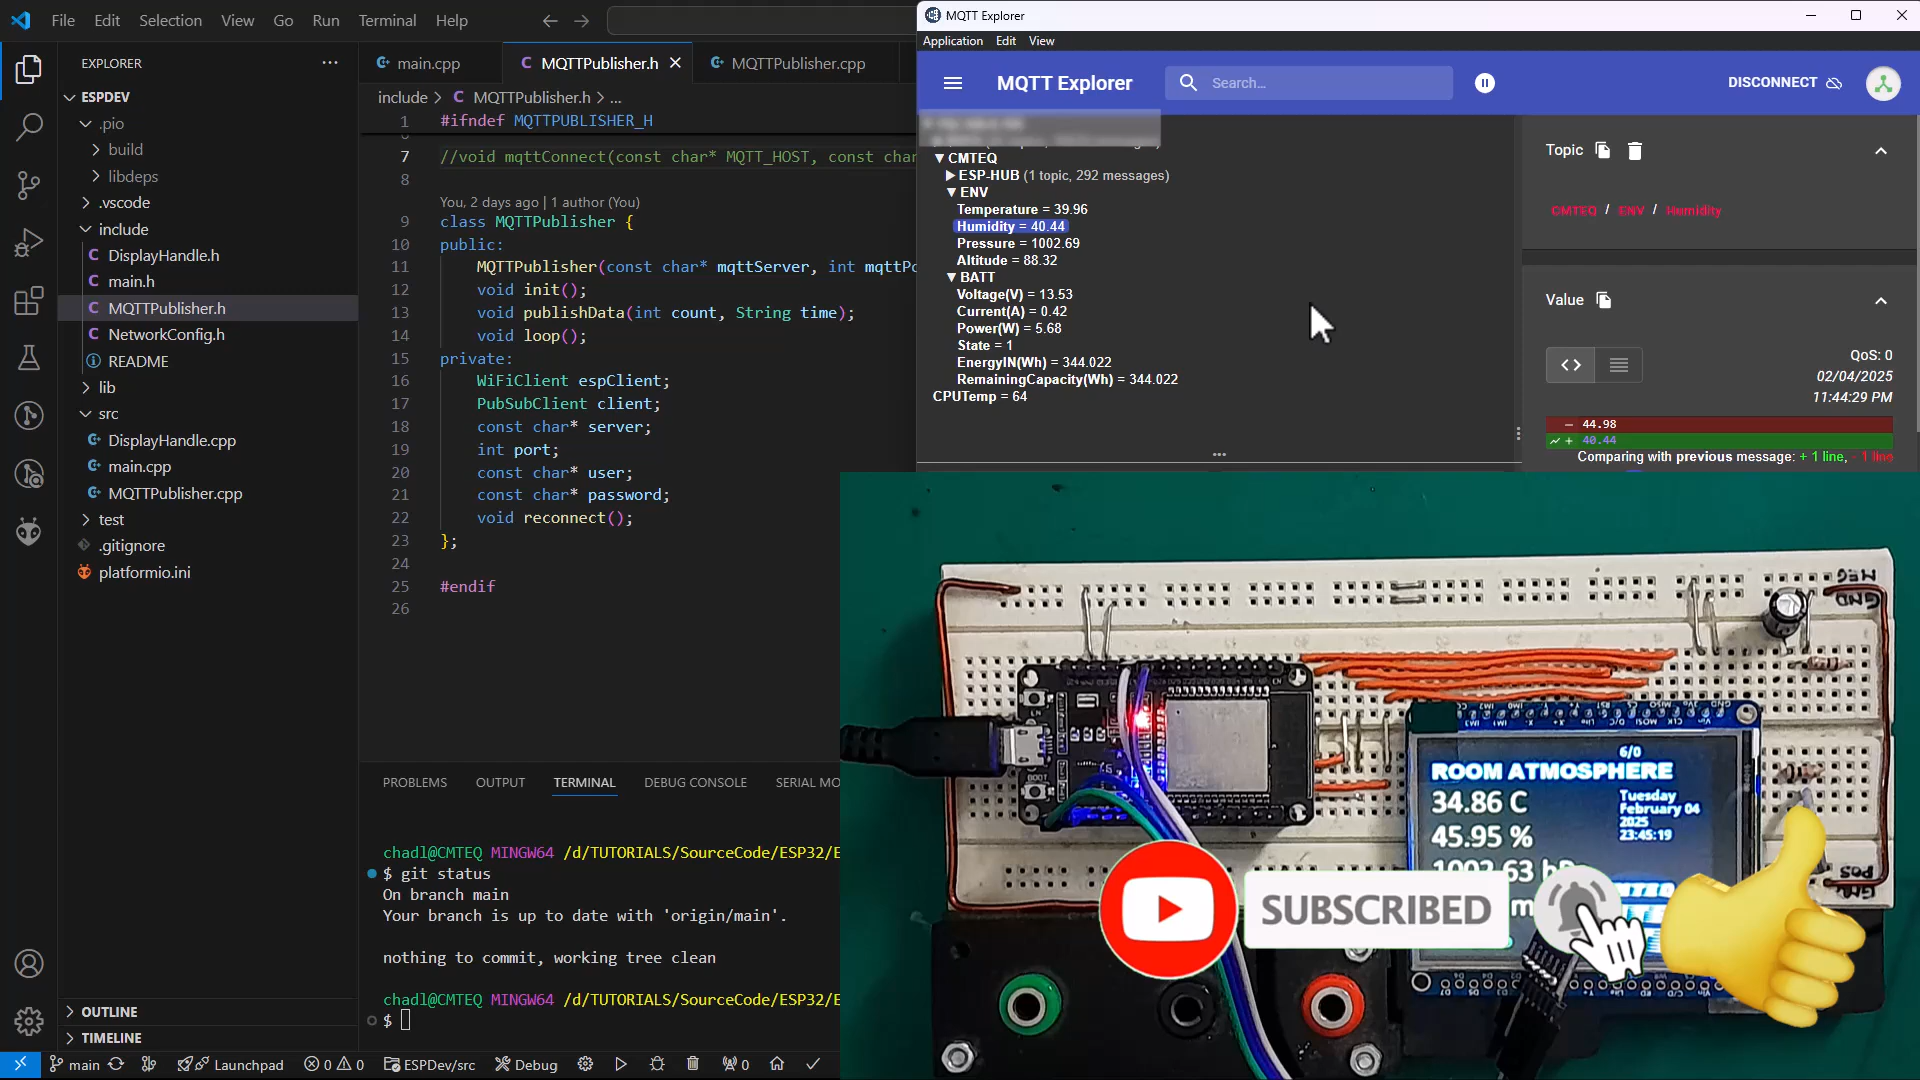 File Edit Selection View Go Run Terminal Help
EXPLORER
ESPDEV
.pio
build
libdeps
.vscode
include
DisplayHandle.h
main.h
MQTTPublisher.h
NetworkConfig.h
README
lib
src
DisplayHandle.cpp
main.cpp
MQTTPublisher.cpp
test
.gitignore
platformio.ini
OUTLINE
TIMELINE
main.cpp MQTTPublisher.h MQTTPublisher.cpp
include > C MQTTPublisher.h > ...
1 #ifndef MQTTPUBLISHER_H
7 //void mqttConnect(const char* MQTT_HOST, const char
8
You, 2 days ago | 1 author (You)
9 class MQTTPublisher {
10 public:
11 MQTTPublisher(const char* mqttServer, int mqttPo
12 void init();
13 void publishData(int count, String time);
14 void loop();
15 private:
16 WiFiClient espClient;
17 PubSubClient client;
18 const char* server;
19 int port;
20 const char* user;
21 const char* password;
22 void reconnect();
23 };
24
25 #endif
26
PROBLEMS OUTPUT TERMINAL DEBUG CONSOLE SERIAL MO
chadl@CMTEQ MINGW64 /d/TUTORIALS/SourceCode/ESP32/E
$ git status
On branch main
Your branch is up to date with 'origin/main'.
nothing to commit, working tree clean
chadl@CMTEQ MINGW64 /d/TUTORIALS/SourceCode/ESP32/E
$
main Launchpad 0 0 ESPDev/src Debug 0
MQTT Explorer
Application Edit View
MQTT Explorer Search... DISCONNECT
CMTEQ
ESP-HUB (1 topic, 292 messages)
ENV
Temperature = 39.96
Humidity = 40.44
Pressure = 1002.69
Altitude = 88.32
BATT
Voltage(V) = 13.53
Current(A) = 0.42
Power(W) = 5.68
State = 1
EnergyIN(Wh) = 344.022
RemainingCapacity(Wh) = 344.022
CPUTemp = 64
Topic
CMTEQ / ENV / Humidity
Value
QoS: 0
02/04/2025
11:44:29 PM
- 44.98
+ 40.44
Comparing with previous message: + 1 line, - 1 line
NEG
GND
6/0
ROOM ATMOSPHERE
34.86 C
45.95 %
Tuesday
February 04
2025
23:45:19
BOOT
SUBSCRIBED
POS